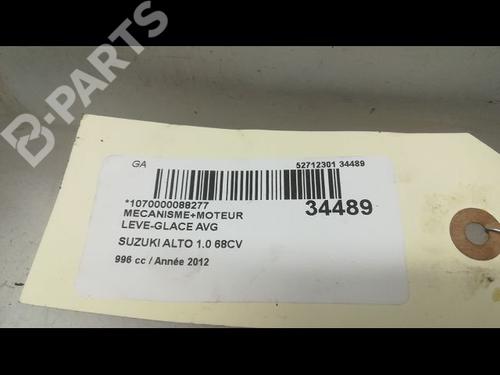 B-PARTS
GA
52712301 34489
*1070000088277
34489
MECANISME+MOTEUR
LEVE-GLACE AVG
SUZUKI ALTO 1.0 68CV
996 cc / Année 2012